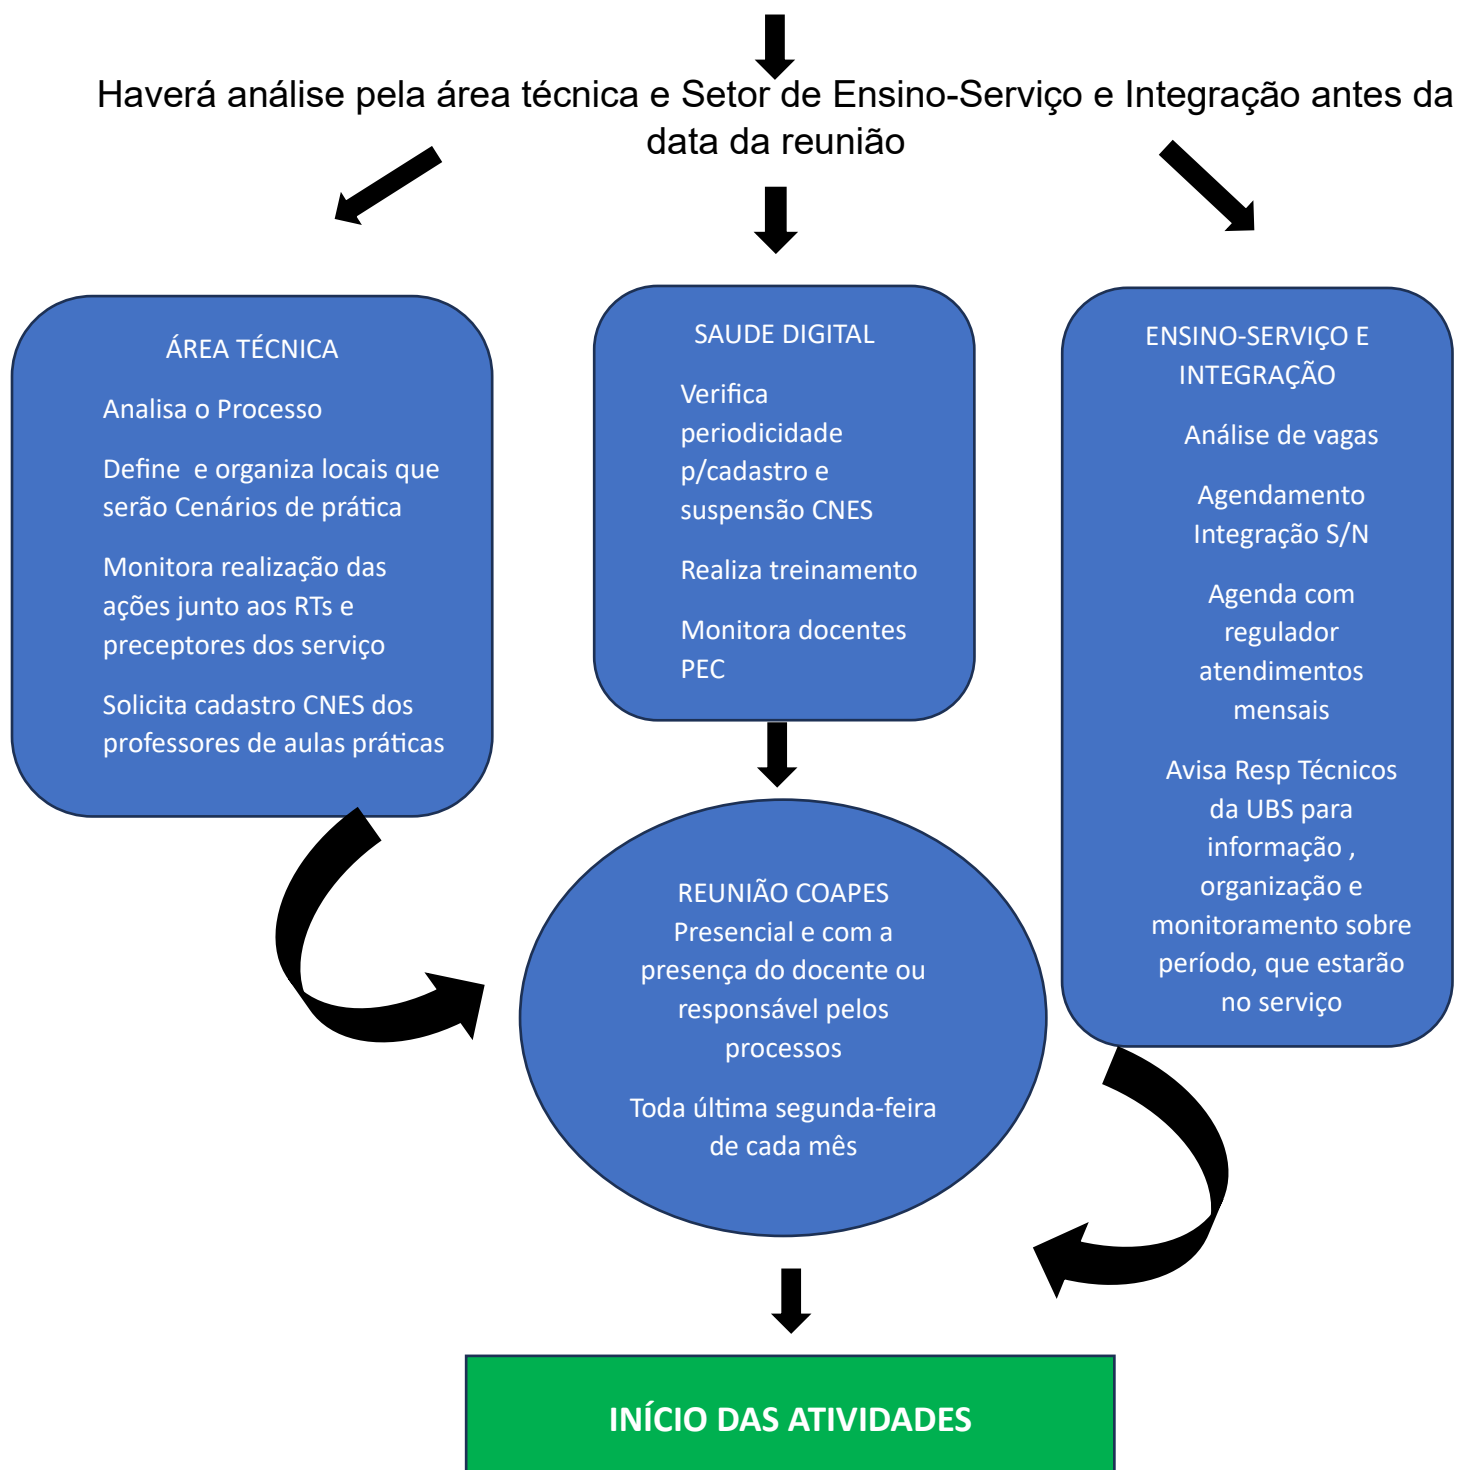 Haverá análise pela área técnica e Setor de Ensino-Serviço e Integração antes da
data da reunião
ÁREA TÉCNICA
Analisa o Processo
Define e organiza locais que
serão Cenários de prática
Monitora realização das
ações junto aos RTs e
preceptores dos serviço
Solicita cadastro CNES dos
professores de aulas práticas
SAUDE DIGITAL
Verifica
periodicidade
p/cadastro e
suspensão CNES
Realiza treinamento
Monitora docentes
PEC
ENSINO-SERVIÇO E
INTEGRAÇÃO
Análise de vagas
Agendamento
Integração S/N
Agenda com
regulador
atendimentos
mensais
Avisa Resp Técnicos
da UBS para
informação ,
organização e
monitoramento sobre
período, que estarão
no serviço
REUNIÃO COAPES
Presencial e com a
presença do docente ou
responsável pelos
processos
Toda última segunda-feira
de cada mês
INÍCIO DAS ATIVIDADES